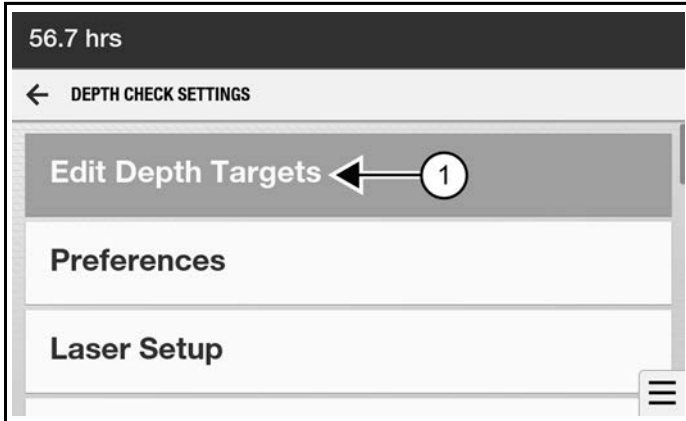 56.7 hrs
DEPTH CHECK SETTINGS
Edit Depth Targets 1
Preferences
Laser Setup